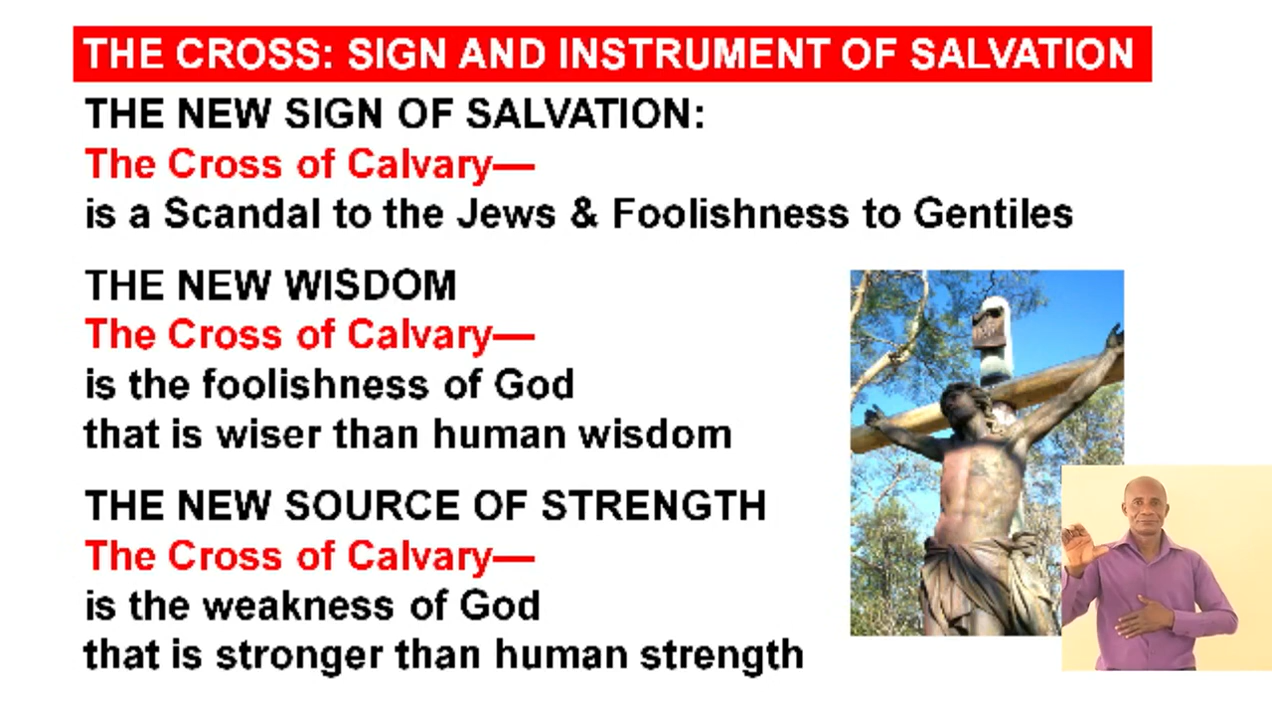 THE CROSS: SIGN AND INSTRUMENT OF SALVATION
THE NEW SIGN OF SALVATION:
The Cross of Calvary—
is a Scandal to the Jews & Foolishness to Gentiles
THE NEW WISDOM
The Cross of Calvary—
is the foolishness of God
that is wiser than human wisdom
THE NEW SOURCE OF STRENGTH
The Cross of Calvary—
is the weakness of God
that is stronger than human strength